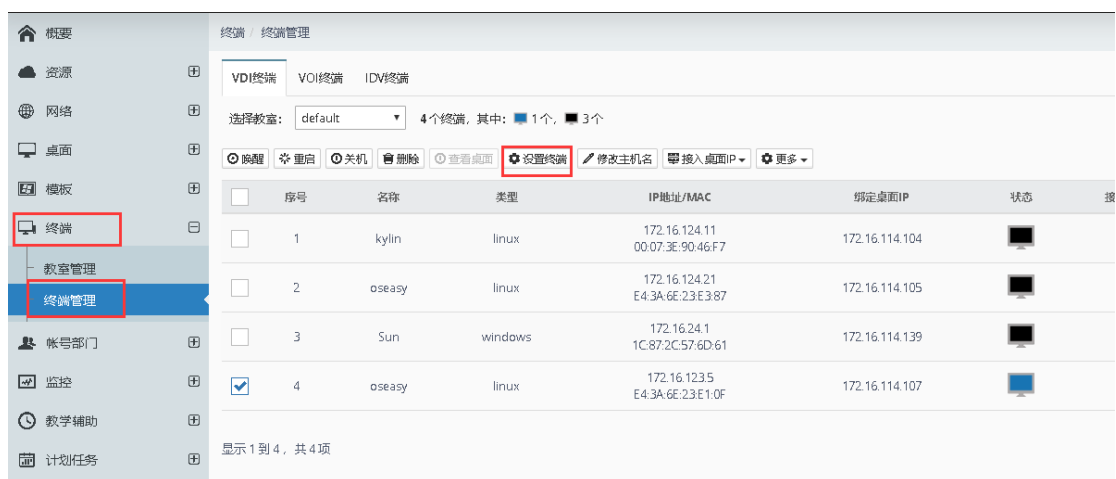 概要
资源
网络
桌面
模板
终端
教室管理
终端管理
帐号部门
监控
教学辅助
计划任务
终端 / 终端管理
VDI终端 VOI终端 IDV终端
选择教室: default 4个终端, 其中: 1个, 3个
唤醒 重启 关机 删除 查看桌面 设置终端 修改主机名 接入桌面IP 更多
序号 名称 类型 IP地址/MAC 绑定桌面IP 状态 接
1 kylin linux 172.16.124.11 172.16.114.104
00:07:3E:90:46:F7
2 oseasy linux 172.16.124.21 172.16.114.105
E4:3A:6E:23:E3:87
3 Sun windows 172.16.24.1 172.16.114.139
1C:87:2C:57:6D:61
4 oseasy linux 172.16.123.5 172.16.114.107
E4:3A:6E:23:E1:0F
显示 1 到 4 , 共 4 项